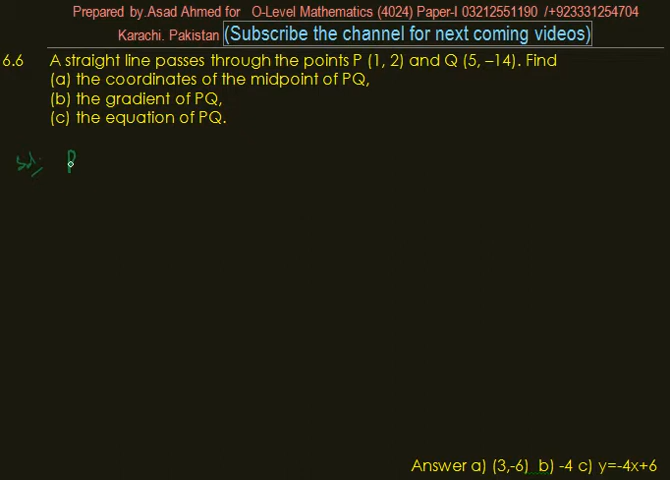 Prepared by.Asad Ahmed for O-Level Mathematics (4024) Paper-I 03212551190 /+923331254704
Karachi. Pakistan (Subscribe the channel for next coming videos)
6.6 A straight line passes through the points P (1, 2) and Q (5, –14). Find
(a) the coordinates of the midpoint of PQ,
(b) the gradient of PQ,
(c) the equation of PQ.
Sol: P
Answer a) (3,-6) b) -4 c) y=-4x+6